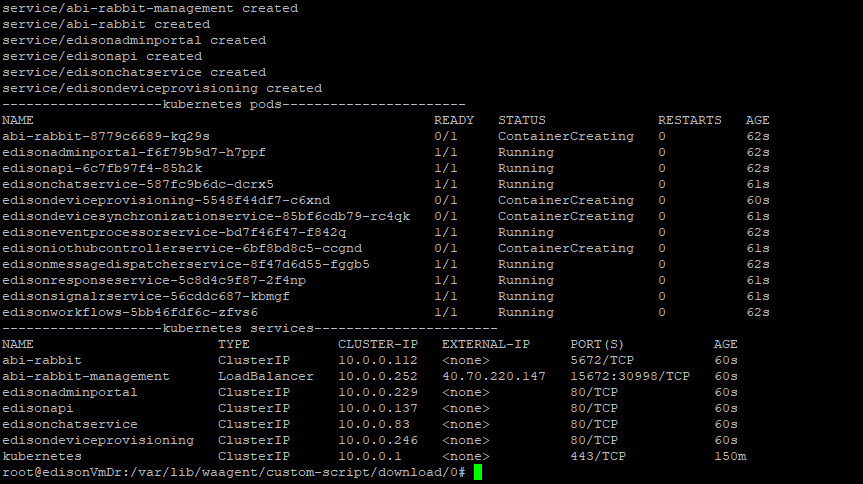 service/abi-rabbit-management created
service/abi-rabbit created
service/edisonadminportal created
service/edisonapi created
service/edisonchatservice created
service/edisondeviceprovisioning created
--------------------kubernetes pods-----------------------
NAME READY STATUS RESTARTS AGE
abi-rabbit-8779c6689-kq29s 0/1 ContainerCreating 0 62s
edisonadminportal-f6f79b9d7-h7ppf 1/1 Running 0 62s
edisonapi-6c7fb97f4-85h2k 1/1 Running 0 62s
edisonchatservice-587fc9b6dc-dcrx5 1/1 Running 0 61s
edisondeviceprovisioning-5548f44df7-c6xnd 0/1 ContainerCreating 0 60s
edisondevicesynchronizationservice-85bf6cdb79-rc4qk 0/1 ContainerCreating 0 61s
edisoneventprocessorservice-bd7f46f47-f842q 1/1 Running 0 62s
edisoniothubcontrollerservice-6bf8bd8c5-ccgnd 0/1 ContainerCreating 0 61s
edisonmessagedispatcherservice-8f47d6d55-fggb5 1/1 Running 0 62s
edisonresponseservice-5c8d4c9f87-2f4np 1/1 Running 0 61s
edisonsignalrservice-56cddc687-kbmgf 1/1 Running 0 61s
edisonworkflows-5bb46fdf6c-zfvs6 1/1 Running 0 62s
--------------------kubernetes services-----------------------
NAME TYPE CLUSTER-IP EXTERNAL-IP PORT(S) AGE
abi-rabbit ClusterIP 10.0.0.112 <none> 5672/TCP 60s
abi-rabbit-management LoadBalancer 10.0.0.252 40.70.220.147 15672:30998/TCP 60s
edisonadminportal ClusterIP 10.0.0.229 <none> 80/TCP 60s
edisonapi ClusterIP 10.0.0.137 <none> 80/TCP 60s
edisonchatservice ClusterIP 10.0.0.83 <none> 80/TCP 60s
edisondeviceprovisioning ClusterIP 10.0.0.246 <none> 80/TCP 60s
kubernetes ClusterIP 10.0.0.1 <none> 443/TCP 150m
root@edisonVmDr:/var/lib/waagent/custom-script/download/0#